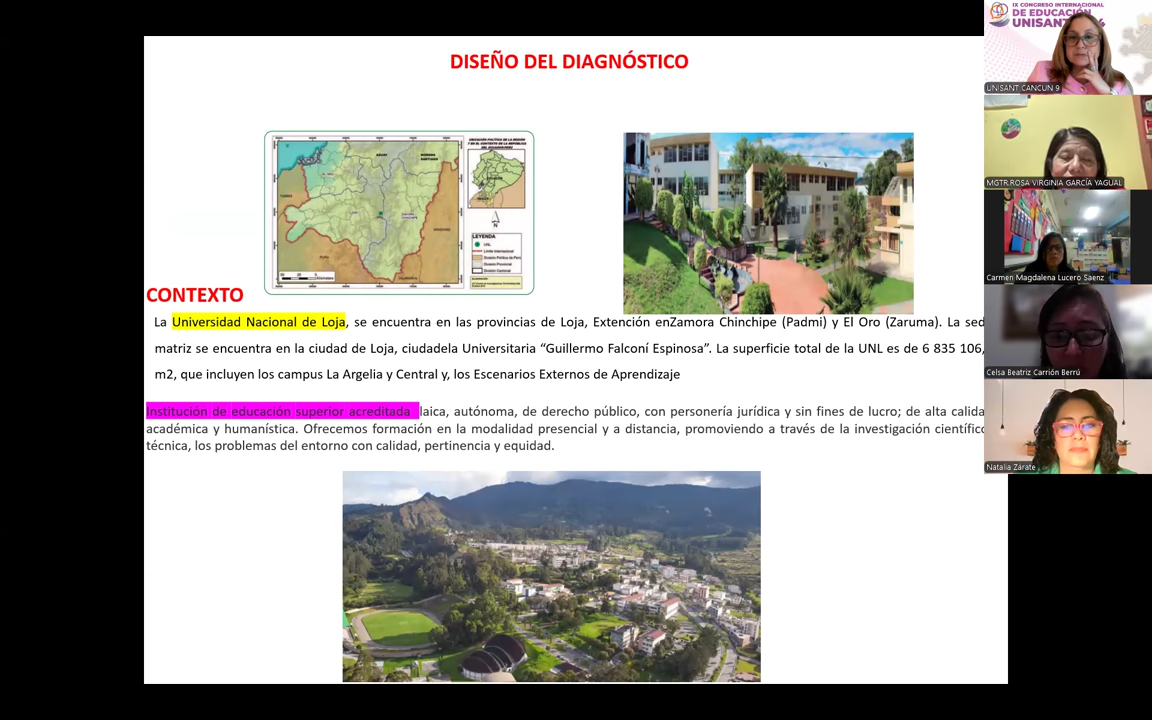 DISEÑO DEL DIAGNÓSTICO
LEYENDA
CONTEXTO
La Universidad Nacional de Loja, se encuentra en las provincias de Loja, Extención enZamora Chinchipe (Padmi) y El Oro (Zaruma). La sed
matriz se encuentra en la ciudad de Loja, ciudadela Universitaria “Guillermo Falconí Espinosa”. La superficie total de la UNL es de 6 835 106,
m2, que incluyen los campus La Argelia y Central y, los Escenarios Externos de Aprendizaje
Institución de educación superior acreditada laica, autónoma, de derecho público, con personería jurídica y sin fines de lucro; de alta calida
académica y humanística. Ofrecemos formación en la modalidad presencial y a distancia, promoviendo a través de la investigación científico
técnica, los problemas del entorno con calidad, pertinencia y equidad.
IX CONGRESO INTERNACIONAL
DE EDUCACIÓN
UNISANT CANCUN 9
MGTR.ROSA VIRGINIA GARCÍA YAGUAL
Carmen Magdalena Lucero Saenz
Celsa Beatriz Carrión Berrú
Natalia Zárate